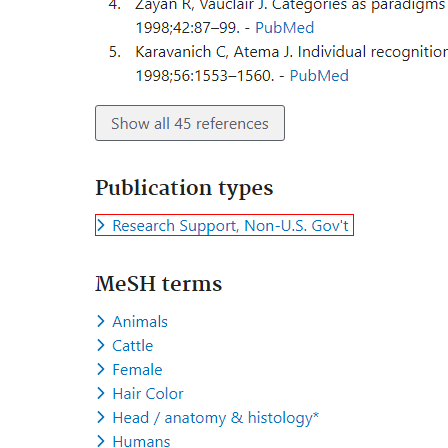 4. Zayan R, Vauclair J. Categories as paradigms
1998;42:87–99. - PubMed
5. Karavanich C, Atema J. Individual recognition
1998;56:1553–1560. - PubMed
Show all 45 references
Publication types
Research Support, Non-U.S. Gov't
MeSH terms
Animals
Cattle
Female
Hair Color
Head / anatomy & histology*
Humans